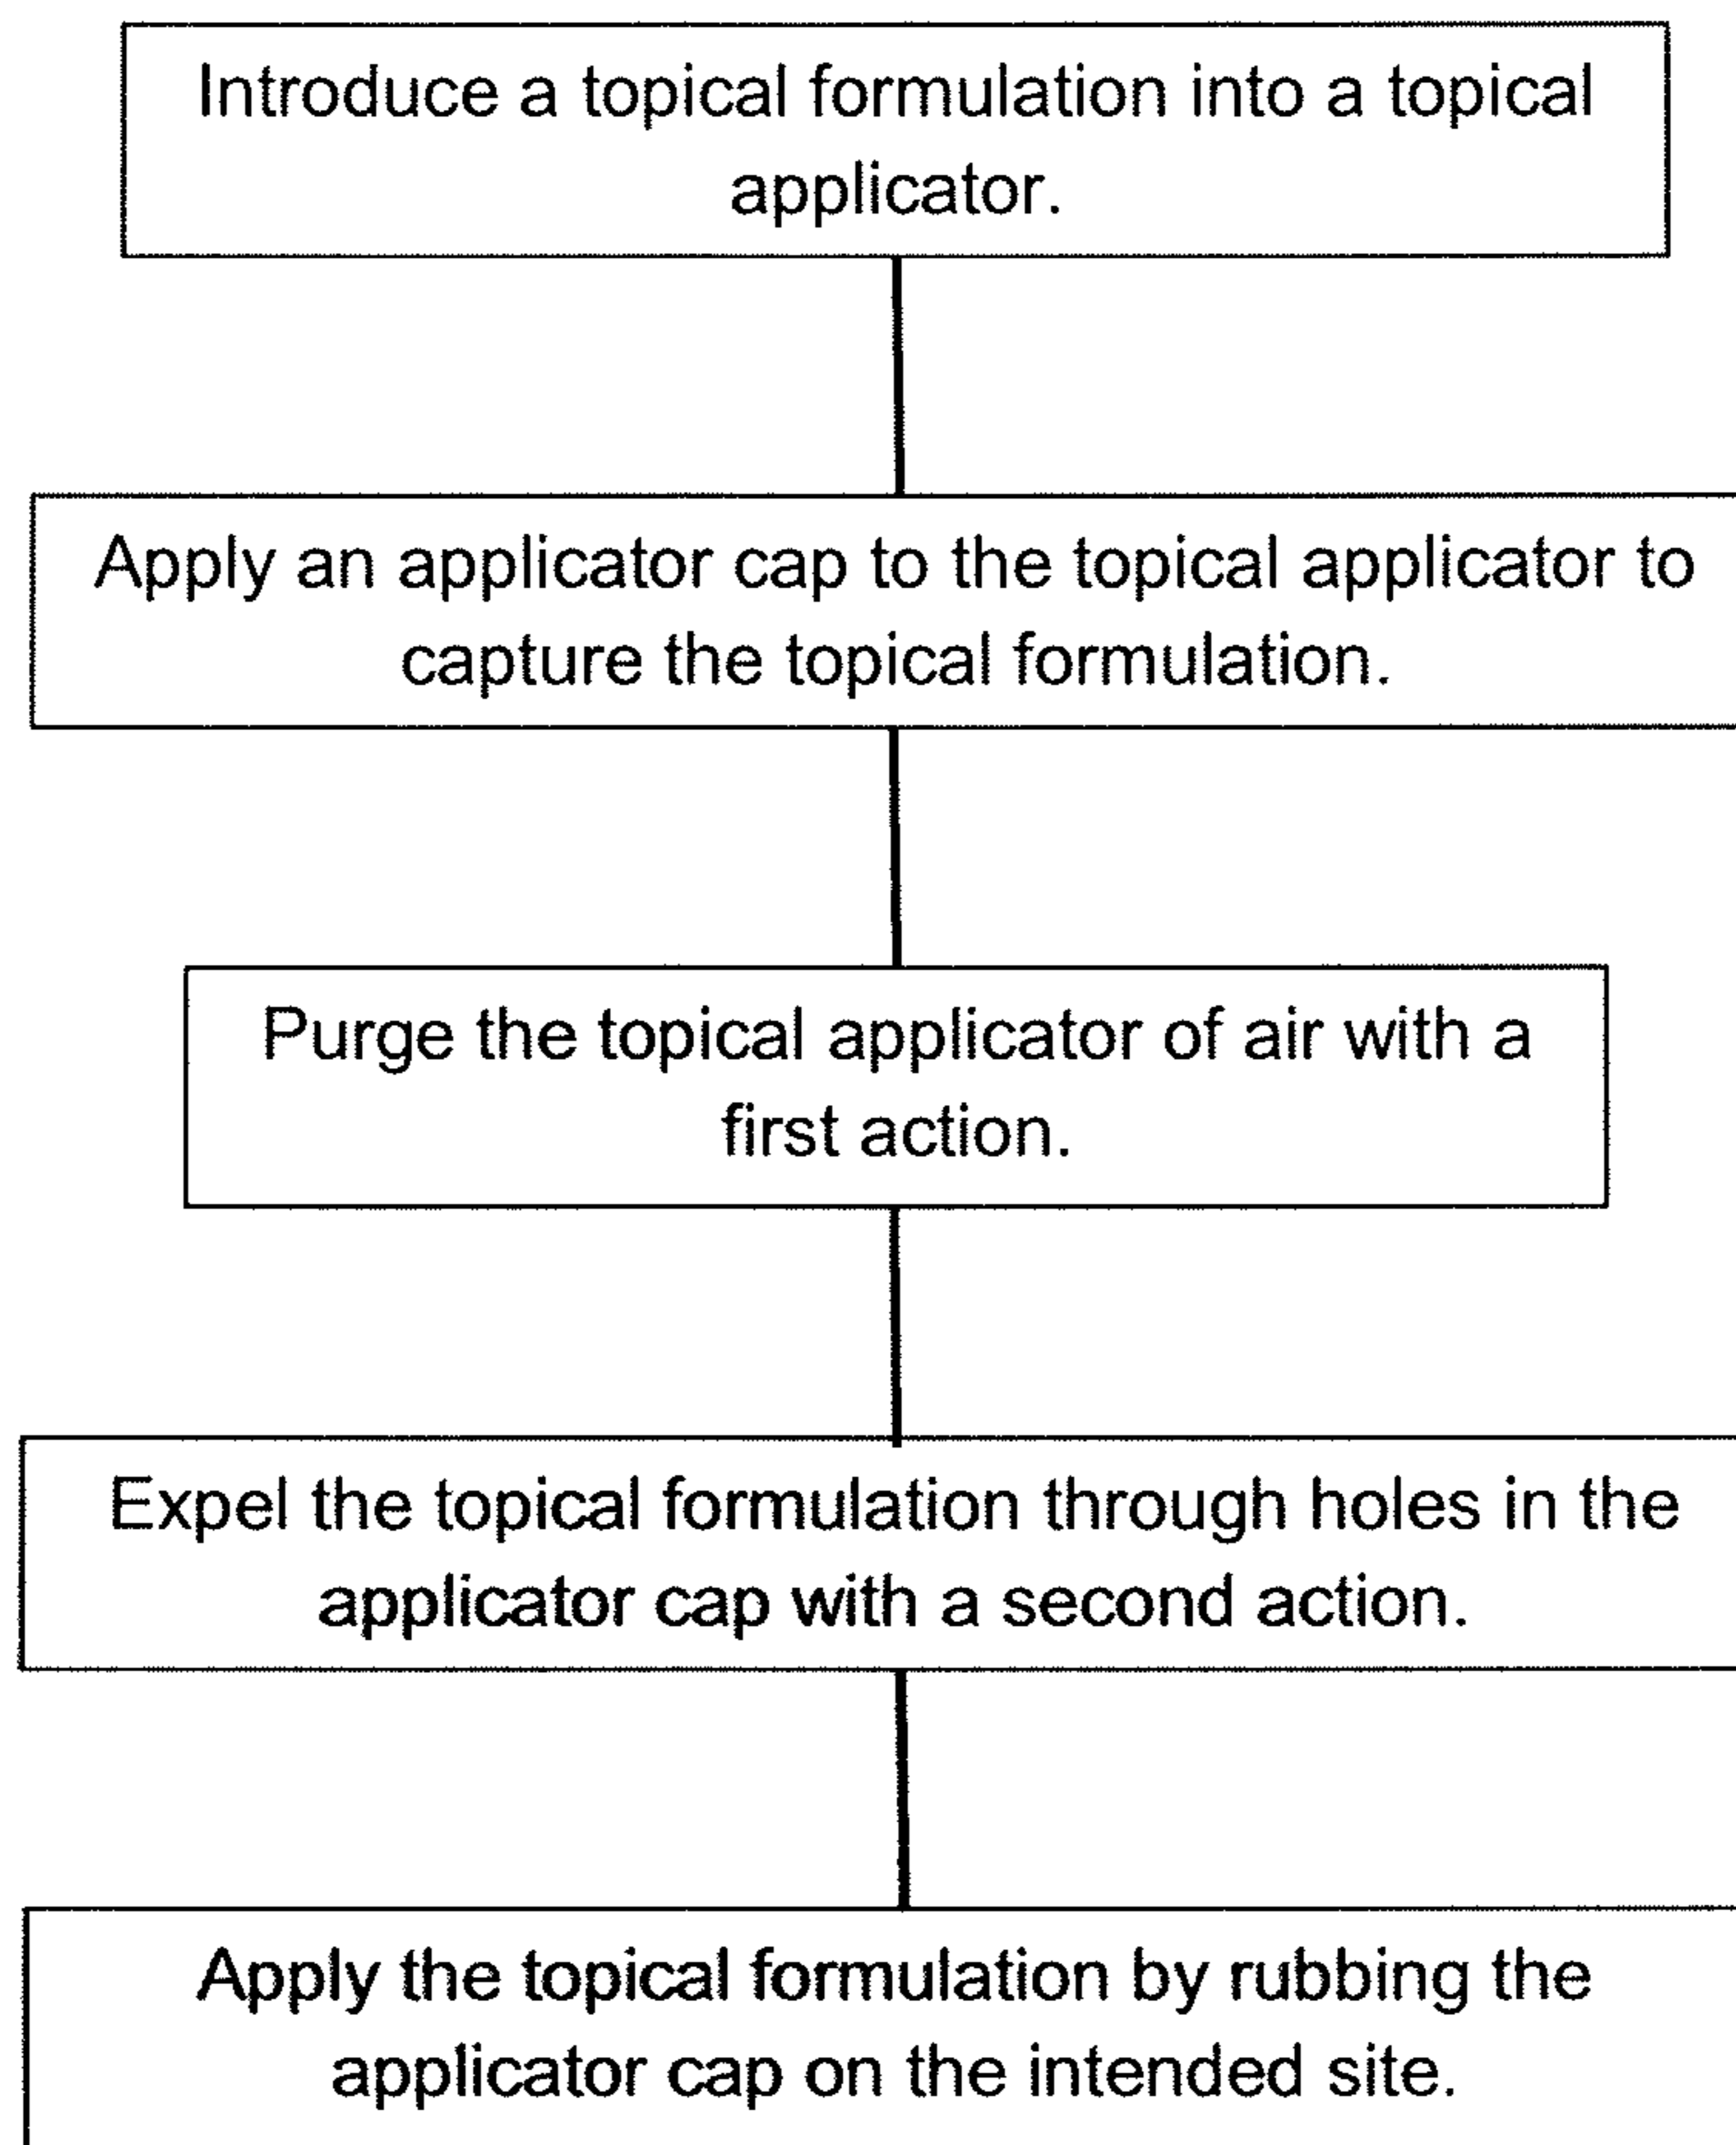 Introduce a topical formulation into a topical
applicator.
Apply an applicator cap to the topical applicator to
capture the topical formulation.
Purge the topical applicator of air with a
first action.
Expel the topical formulation through holes in the
applicator cap with a second action.
Apply the topical formulation by rubbing the
applicator cap on the intended site.